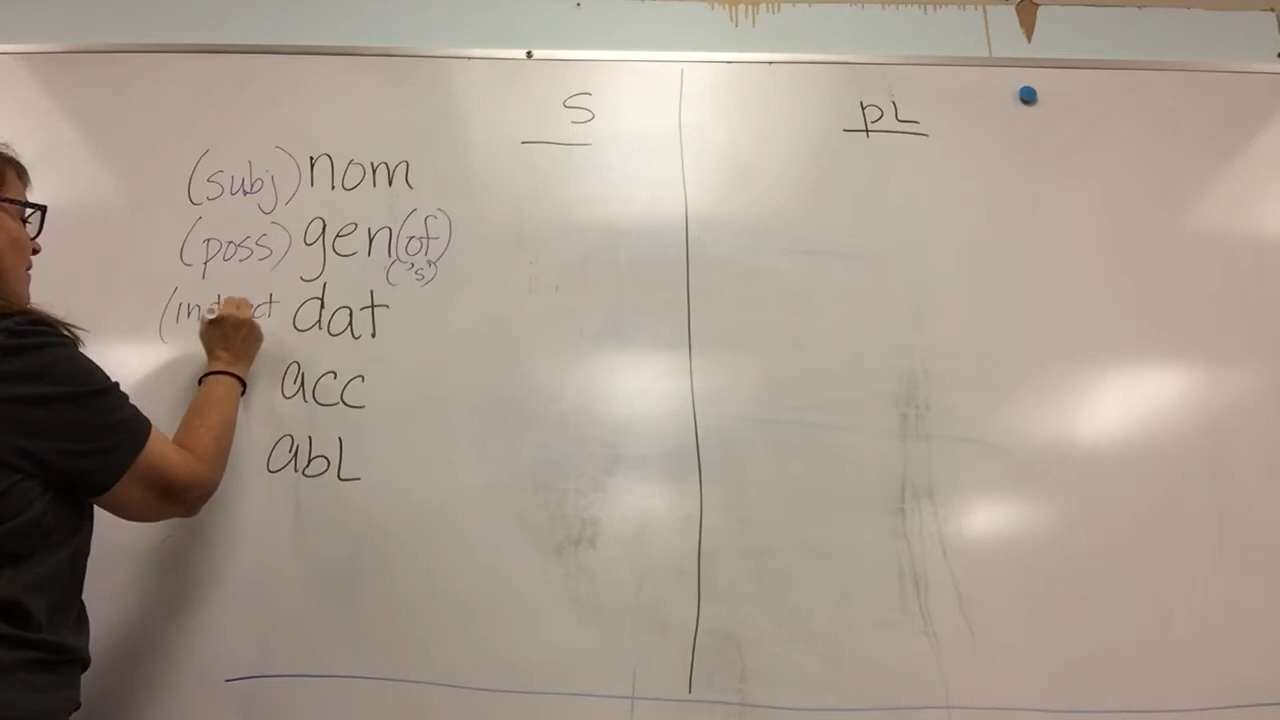 s
pL
(subj) nom
(poss) gen (of)
('s')
dat
acc
abL